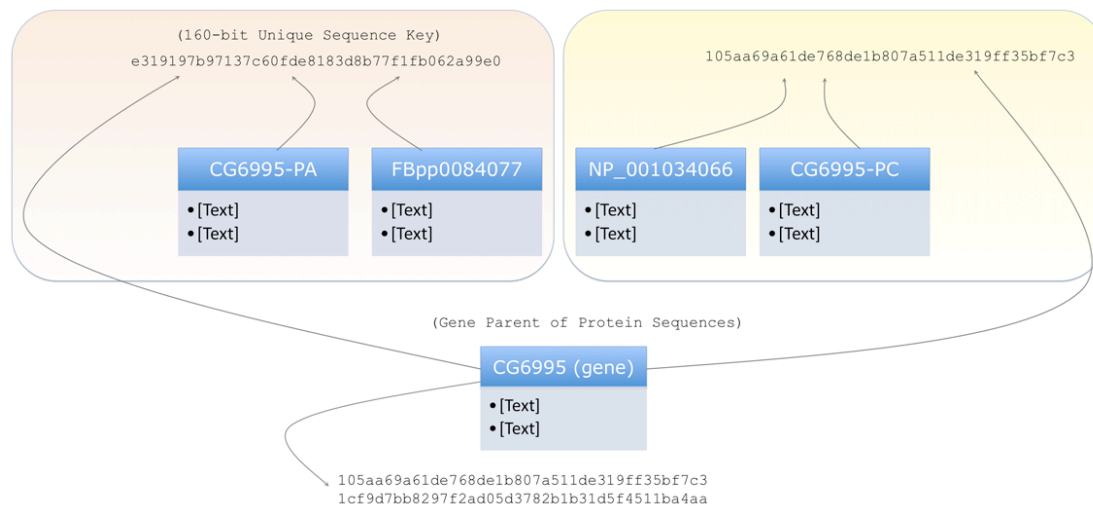 (160-bit Unique Sequence Key)
e319197b97137c60fde8183d8b77f1fb062a99e0
105aa69a61de768de1b807a511de319ff35bf7c3
CG6995-PA
• [Text]
• [Text]
FBpp0084077
• [Text]
• [Text]
NP_001034066
• [Text]
• [Text]
CG6995-PC
• [Text]
• [Text]
(Gene Parent of Protein Sequences)
CG6995 (gene)
• [Text]
• [Text]
105aa69a61de768de1b807a511de319ff35bf7c3
1cf9d7bb8297f2ad05d3782b1b31d5f4511ba4aa